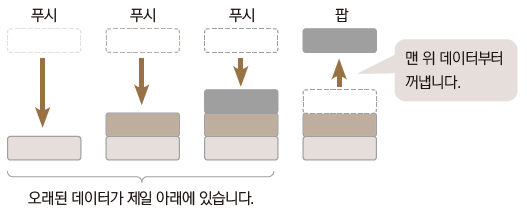 푸시
푸시
푸시
팝
맨 위 데이터부터
꺼냅니다.
오래된 데이터가 제일 아래에 있습니다.